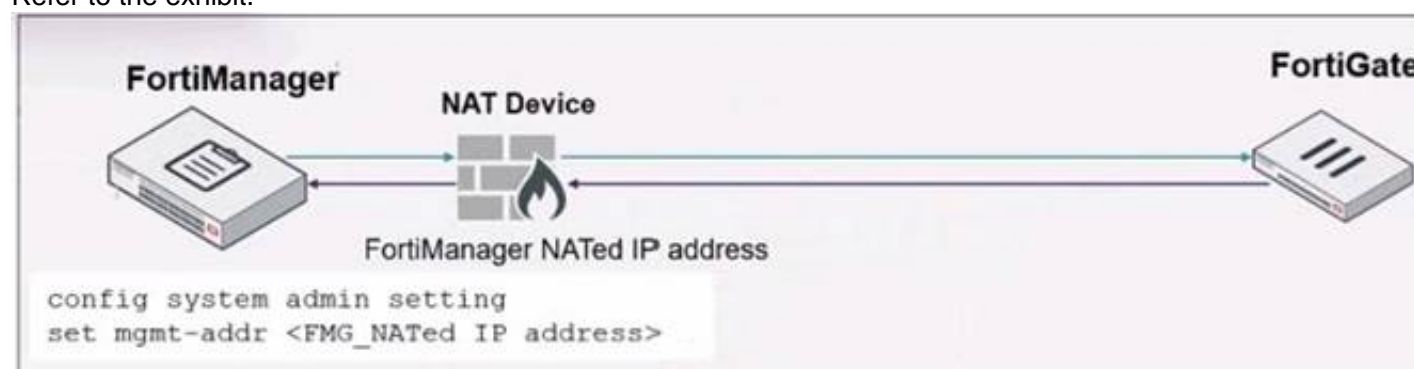 Refer to the exhibit.
FortiManager
FortiGate
NAT Device
FortiManager NATed IP address
config system admin setting
set mgmt-addr <FMG_NATed IP address>